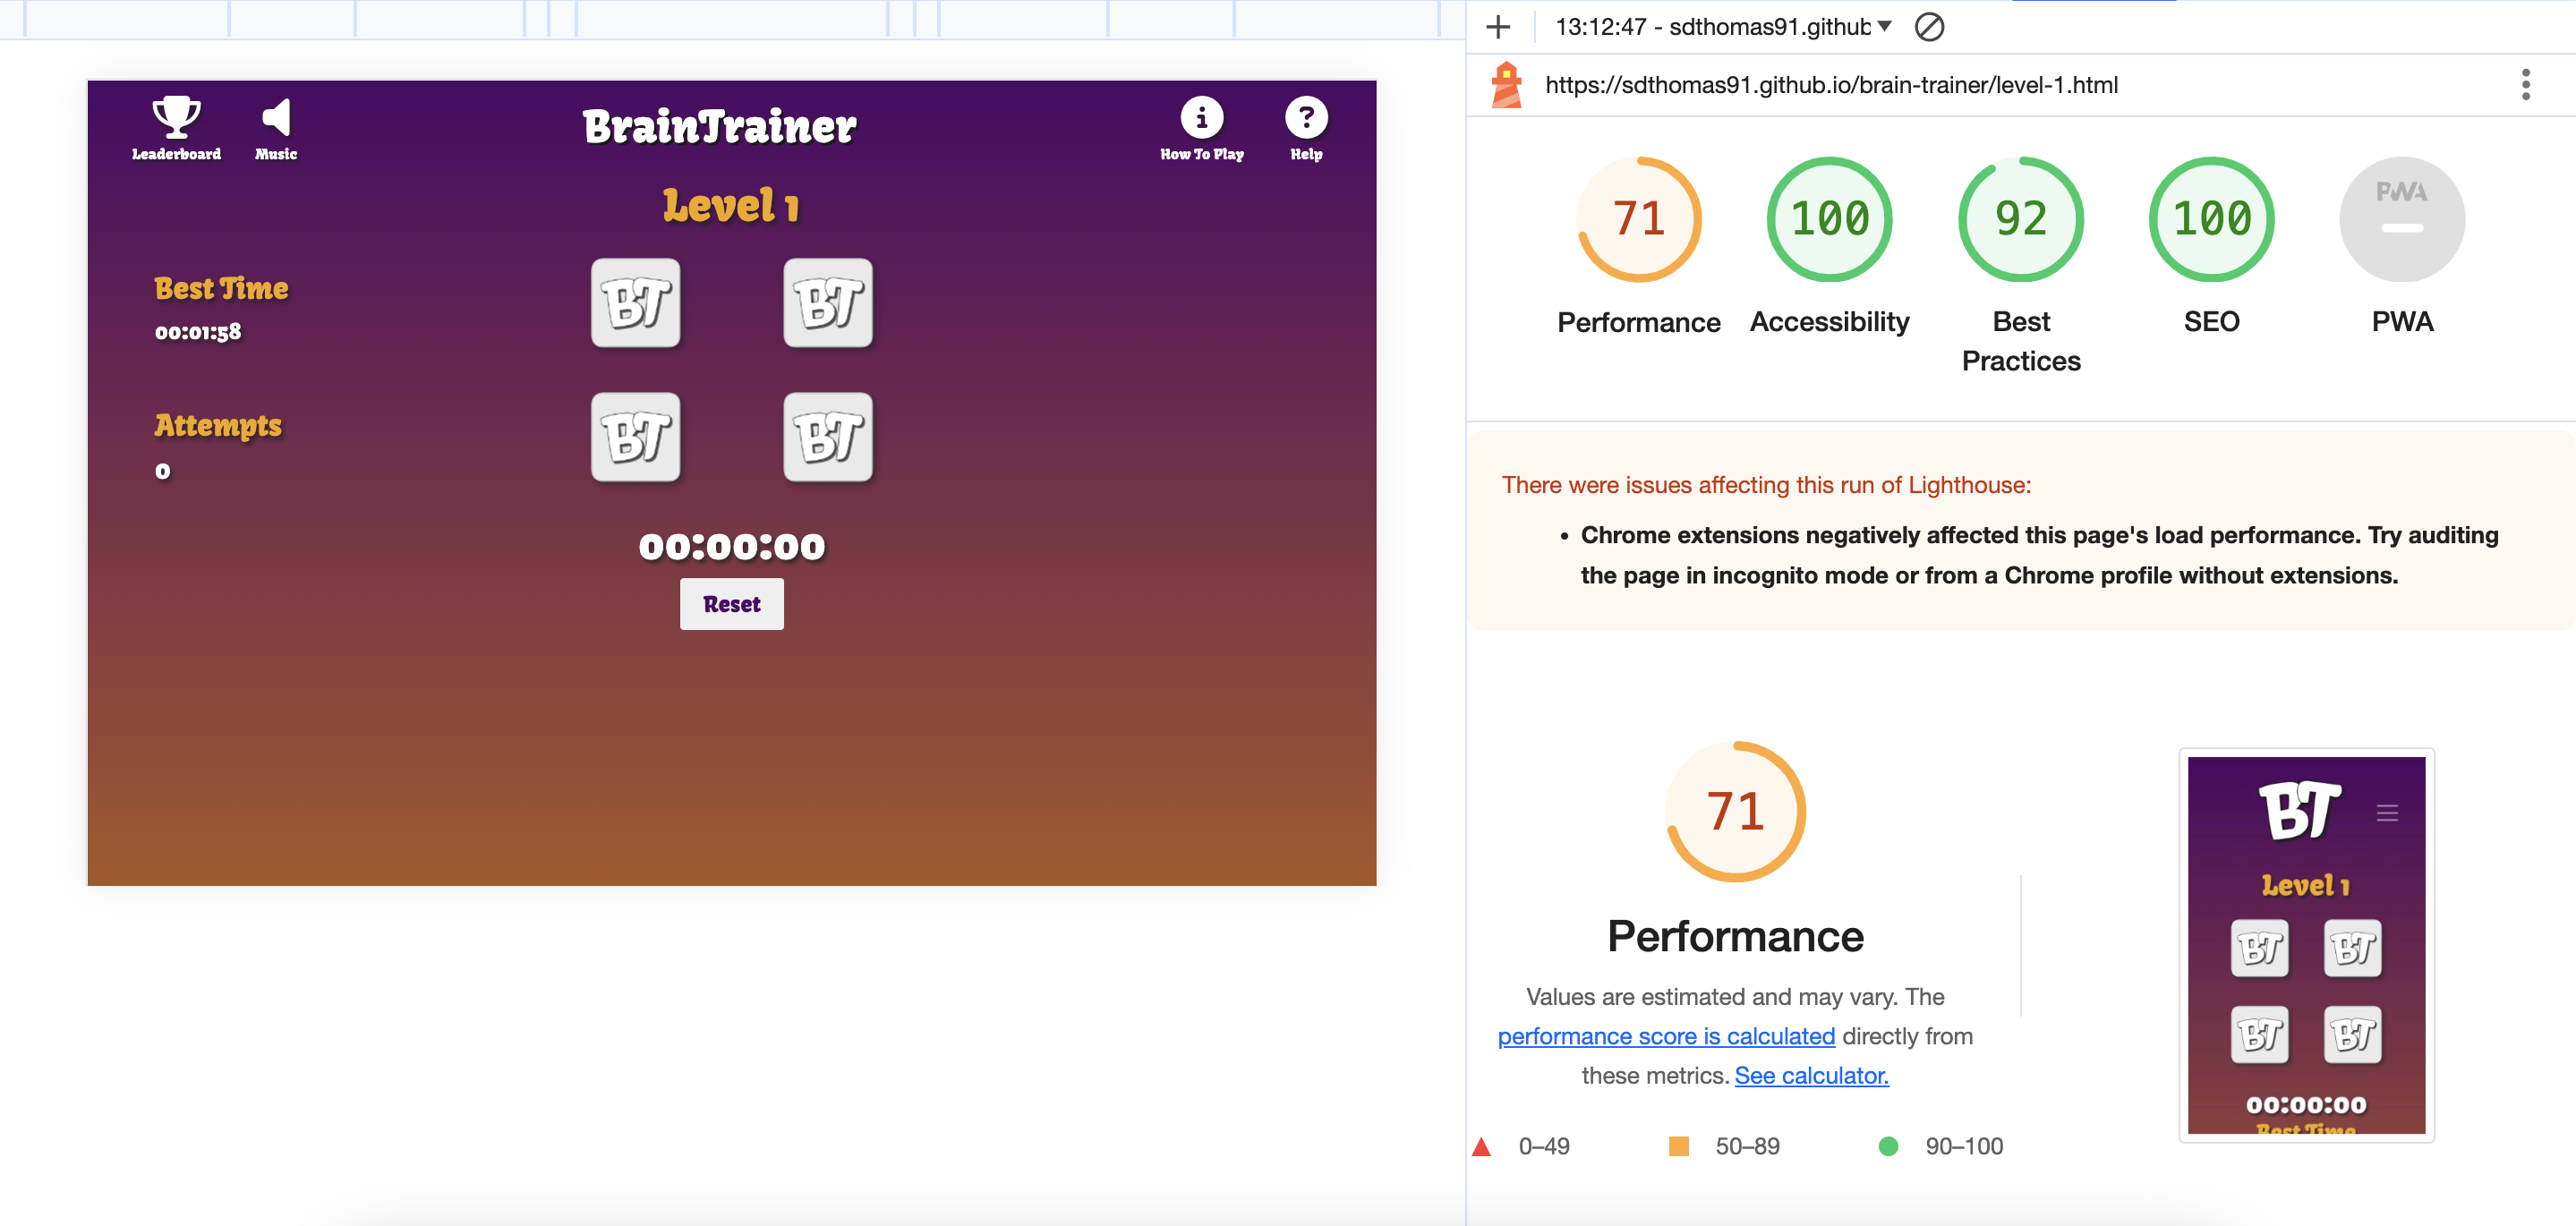 Leaderboard
Music
BrainTrainer
How To Play
Help
Level 1
Best Time
00:01:58
Attempts
0
BT
BT
BT
BT
00:00:00
Reset
13:12:47 - sdthomas91.github
https://sdthomas91.github.io/brain-trainer/level-1.html
71
100
92
100
PWA
Performance
Accessibility
Best
Practices
SEO
PWA
There were issues affecting this run of Lighthouse:
• Chrome extensions negatively affected this page's load performance. Try auditing
the page in incognito mode or from a Chrome profile without extensions.
71
Performance
Values are estimated and may vary. The
performance score is calculated directly from
these metrics. See calculator.
0–49
50–89
90–100
BT
Level 1
BT
BT
BT
BT
00:00:00
Best Time